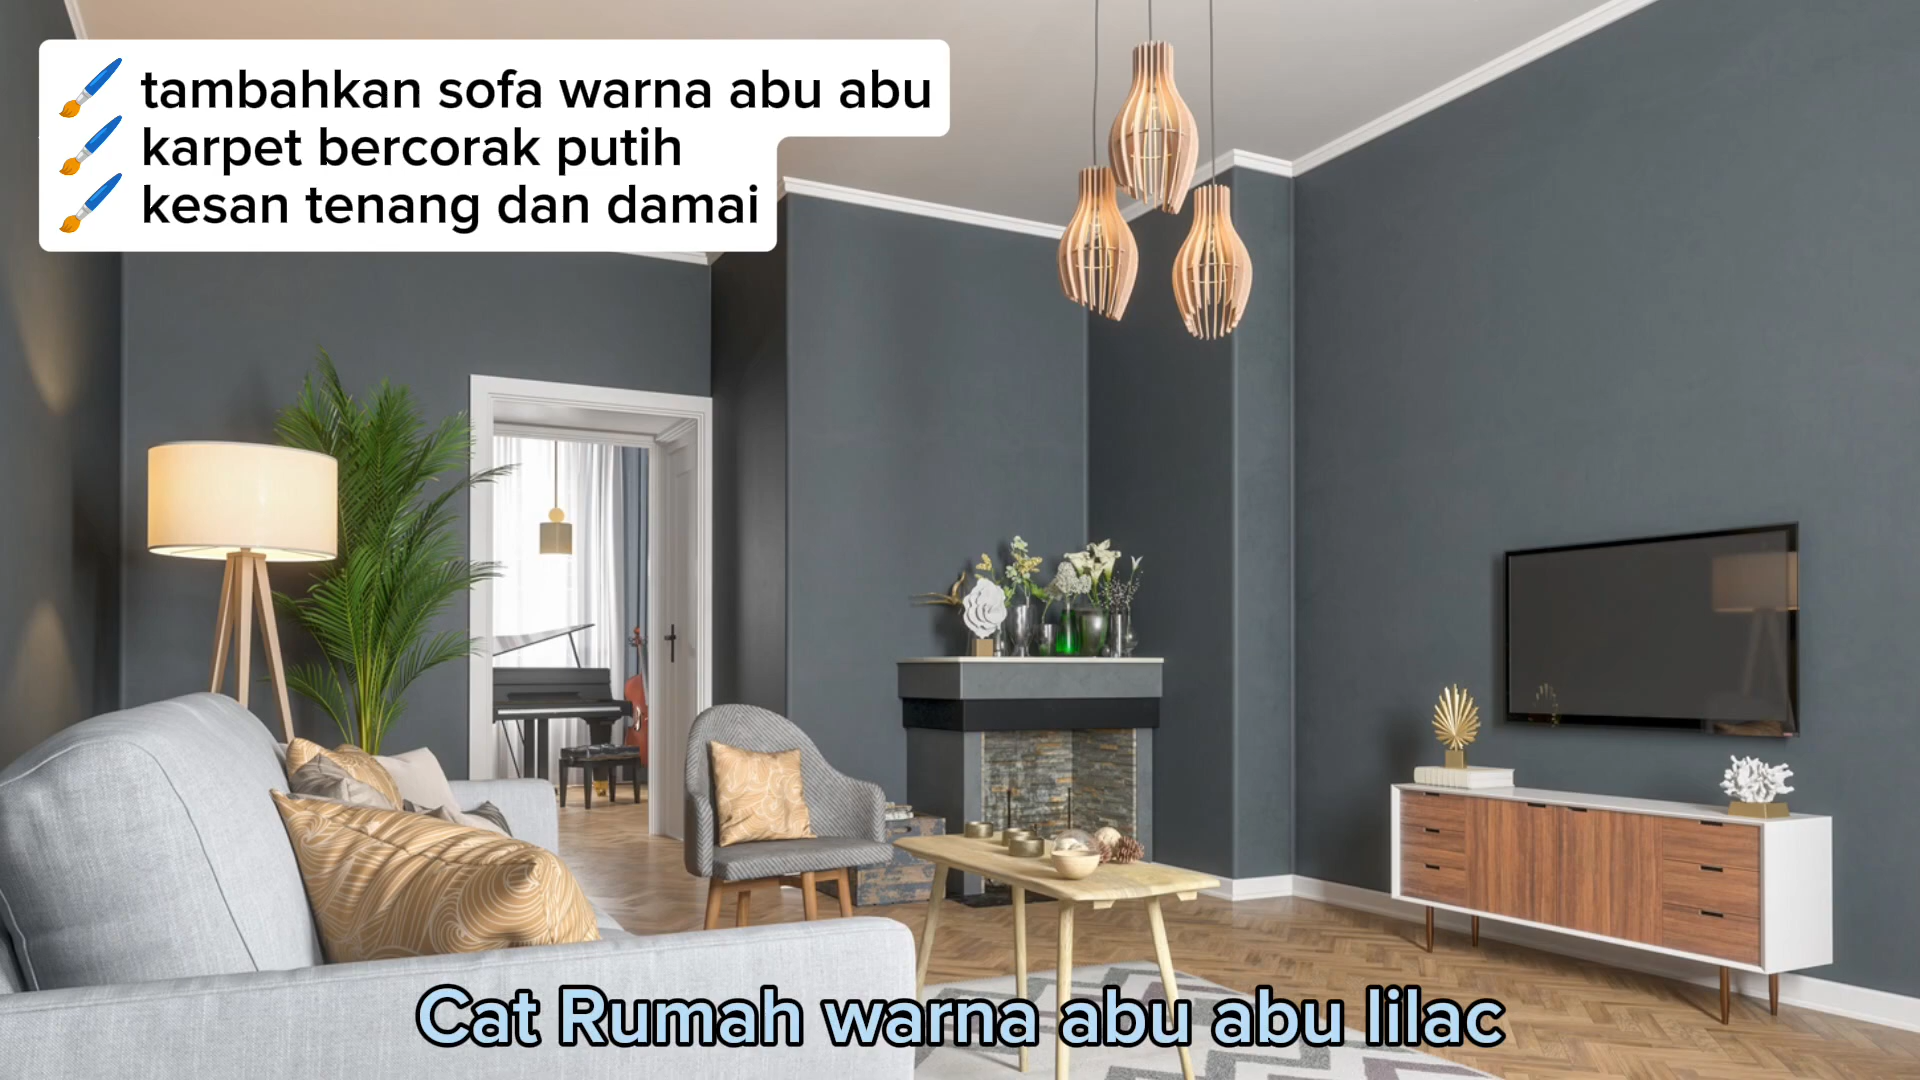 🖌️ tambahkan sofa warna abu abu
🖌️ karpet bercorak putih
🖌️ kesan tenang dan damai
Cat Rumah warna abu abu lilac